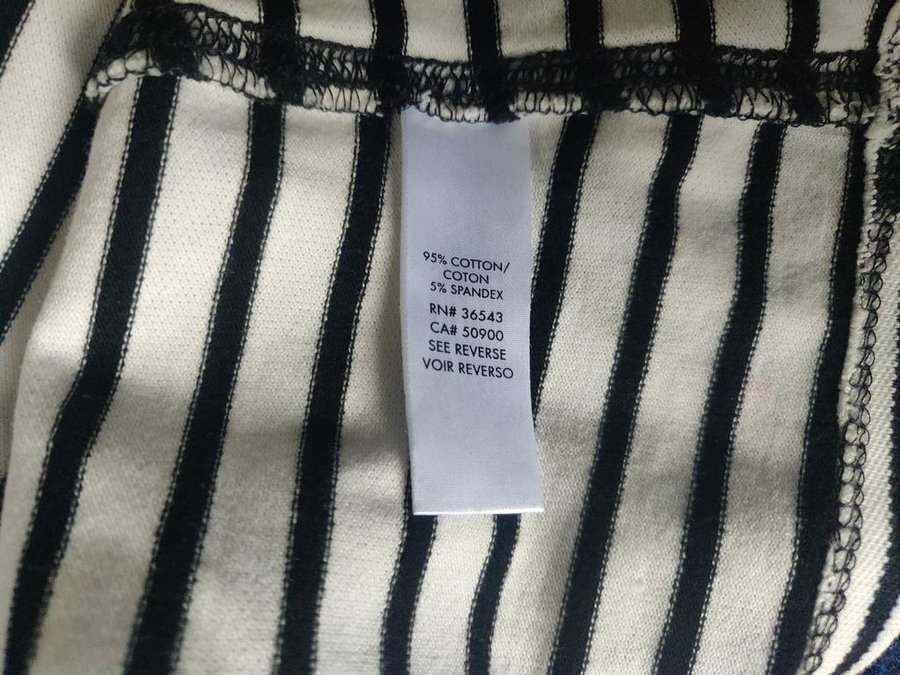 95% COTTON/
COTON
5% SPANDEX
RN# 36543
CA# 50900
SEE REVERSE
VOIR REVERSO